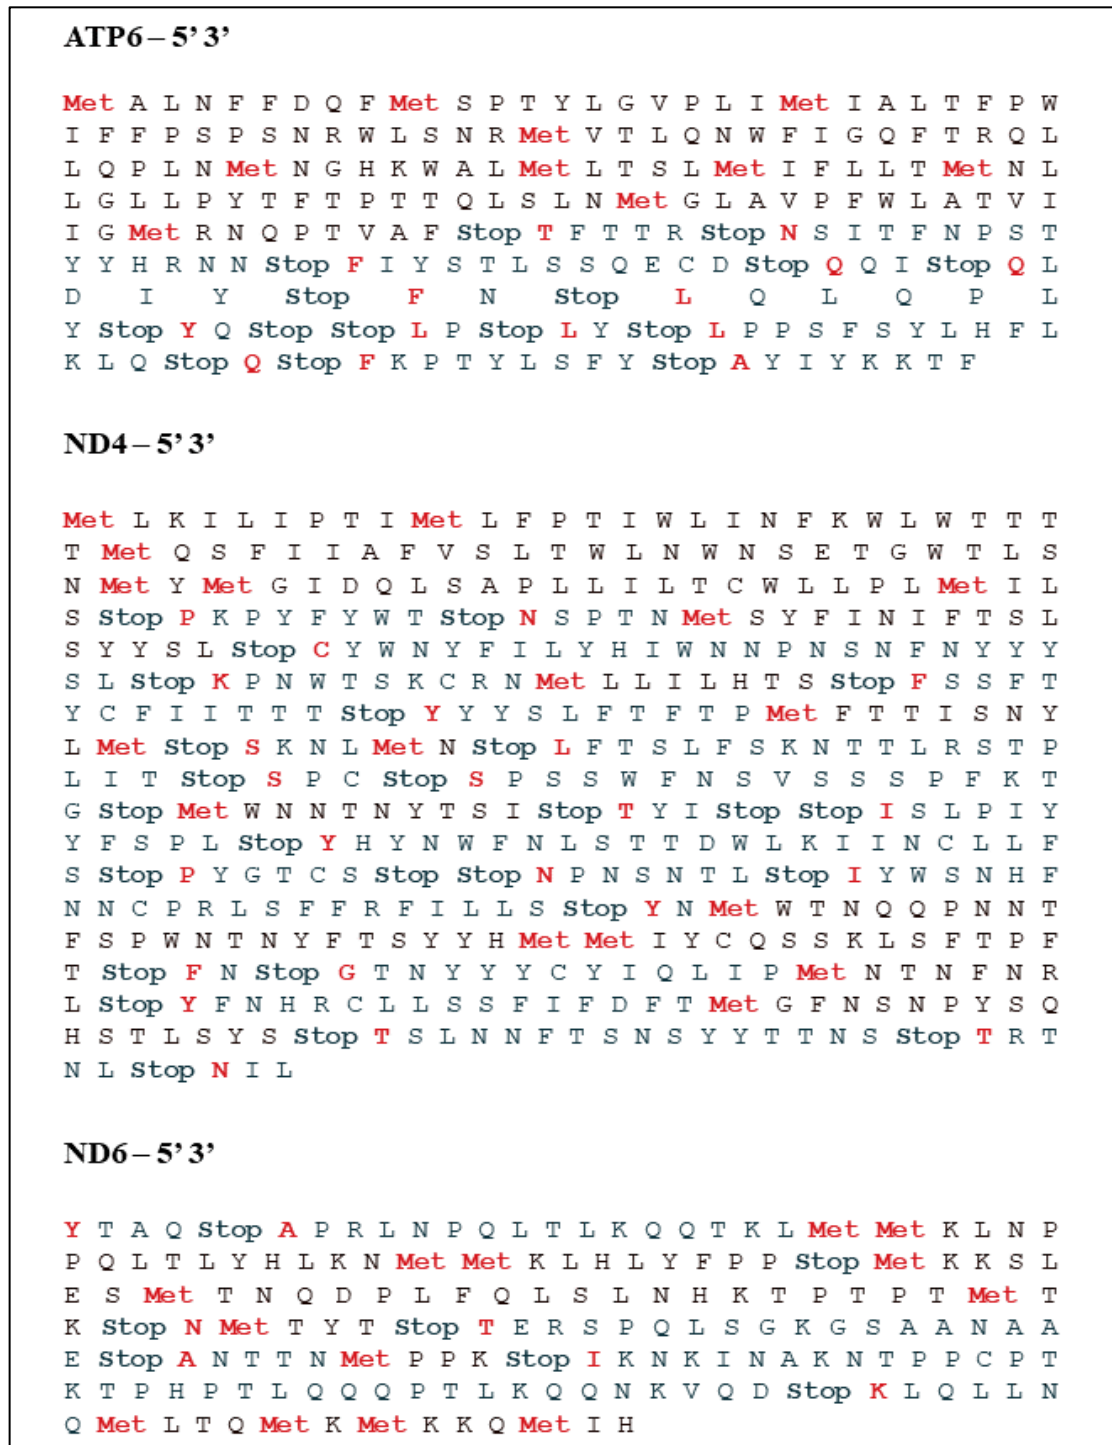 ATP6 – 5’ 3’
Met A L N F F D Q F Met S P T Y L G V P L I Met I A L T F P W
I F F P S P S N R W L S N R Met V T L Q N W F I G Q F T R Q L
L Q P L N Met N G H K W A L Met L T S L Met I F L L T Met N L
L G L L P Y T F T P T T Q L S L N Met G L A V P F W L A T V I
I G Met R N Q P T V A F Stop T F T T R Stop N S I T F N P S T
Y Y H R N N Stop F I Y S T L S S Q E C D Stop Q Q I Stop Q L
D I Y Stop F N Stop L Q L Q P L
Y Stop Y Q Stop Stop L P Stop L Y Stop L P P S F S Y L H F L
K L Q Stop Q Stop F K P T Y L S F Y Stop A Y I Y K K T F
ND4 – 5’ 3’
Met L K I L I P T I Met L F P T I W L I N F K W L W T T T
T Met Q S F I I A F V S L T W L N W N S E T G W T L S
N Met Y Met G I D Q L S A P L L I L T C W L L P L Met I L
S Stop P K P Y F Y W T Stop N S P T N Met S Y F I N I F T S L
S Y Y S L Stop C Y W N Y F I L Y H I W N N P N S N F N Y Y Y
S L Stop K P N W T S K C R N Met L L I L H T S Stop F S S F T
Y C F I I T T T Stop Y Y Y S L F T F T P Met F T T I S N Y
L Met Stop S K N L Met N Stop L F T S L F S K N T T L R S T P
L I T Stop S P C Stop S P S S W F N S V S S S P F K T
G Stop Met W N N T N Y T S I Stop T Y I Stop Stop I S L P I Y
Y F S P L Stop Y H Y N W F N L S T T D W L K I I N C L L F
S Stop P Y G T C S Stop Stop N P N S N T L Stop I Y W S N H F
N N C P R L S F F R F I L L S Stop Y N Met W T N Q Q P N N T
F S P W N T N Y F T S Y Y H Met Met I Y C Q S S K L S F T P F
T Stop F N Stop G T N Y Y Y C Y I Q L I P Met N T N F N R
L Stop Y F N H R C L L S S F I F D F T Met G F N S N P Y S Q
H S T L S Y S Stop T S L N N F T S N S Y Y T T N S Stop T R T
N L Stop N I L
ND6 – 5’ 3’
Y T A Q Stop A P R L N P Q L T L K Q Q T K L Met Met K L N P
P Q L T L Y H L K N Met Met K L H L Y F P P Stop Met K K S L
E S Met T N Q D P L F Q L S L N H K T P T P T Met T
K Stop N Met T Y T Stop T E R S P Q L S G K G S A A N A A
E Stop A N T T N Met P P K Stop I K N K I N A K N T P P C P T
K T P H P T L Q Q Q P T L K Q Q N K V Q D Stop K L Q L L N
Q Met L T Q Met K Met K K Q Met I H